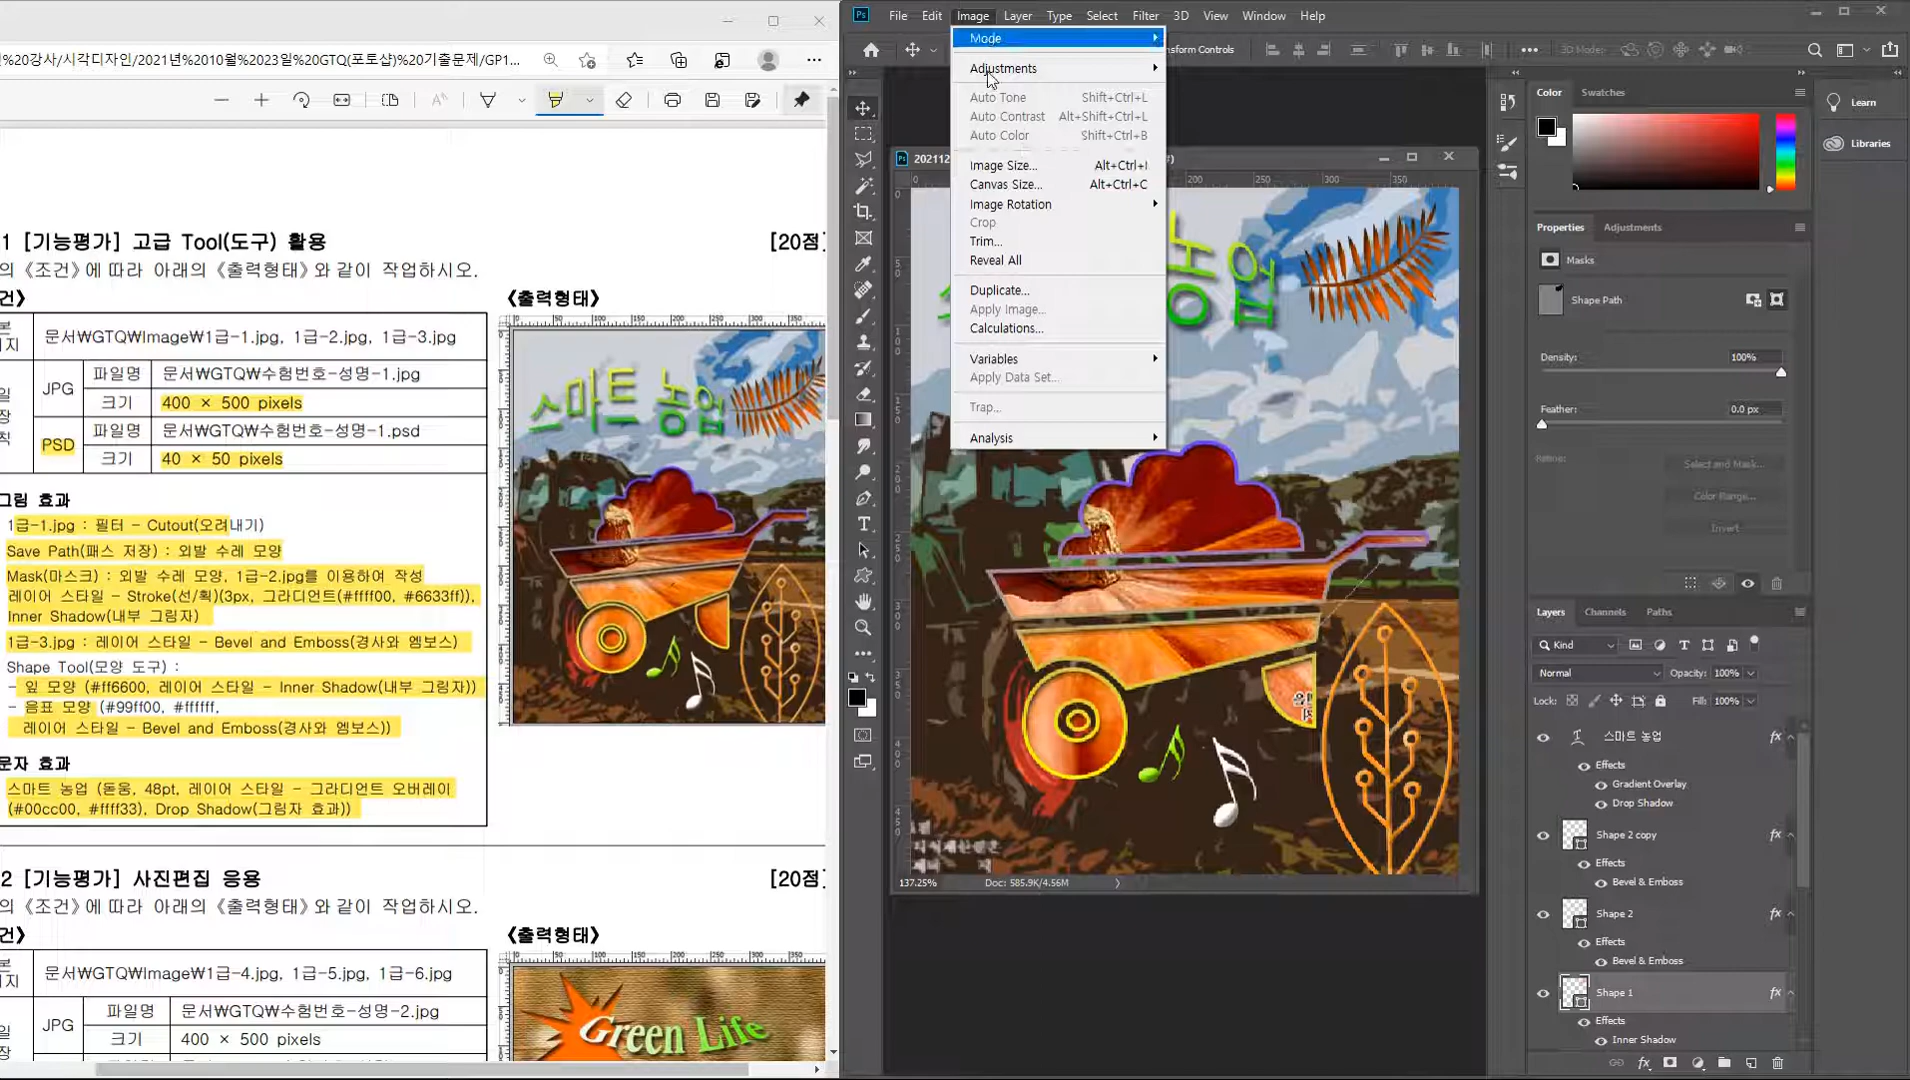 %20강사/시각디자인/2021년%2010월%2023일%20GTQ(포토샵)%20기출문제/GP1...
1 [기능평가] 고급 Tool(도구) 활용 [20점]
의 《조건》에 따라 아래의 《출력형태》와 같이 작업하시오.
건》
《출력형태》
문서₩GTQ₩Image₩1급-1.jpg, 1급-2.jpg, 1급-3.jpg
JPG
파일명
문서₩GTQ₩수험번호-성명-1.jpg
크기
400 × 500 pixels
PSD
파일명
문서₩GTQ₩수험번호-성명-1.psd
크기
40 × 50 pixels
그림 효과
1급-1.jpg : 필터 - Cutout(오려내기)
Save Path(패스 저장) : 외발 수레 모양
Mask(마스크) : 외발 수레 모양, 1급-2.jpg를 이용하여 작성
레이어 스타일 - Stroke(선/획)(3px, 그라디언트(#ffff00, #6633ff)),
Inner Shadow(내부 그림자)
1급-3.jpg : 레이어 스타일 - Bevel and Emboss(경사와 엠보스)
Shape Tool(모양 도구) :
- 잎 모양 (#ff6600, 레이어 스타일 - Inner Shadow(내부 그림자))
- 음표 모양 (#99ff00, #ffffff,
레이어 스타일 - Bevel and Emboss(경사와 엠보스))
문자 효과
스마트 농업 (돋움, 48pt, 레이어 스타일 - 그라디언트 오버레이
(#00cc00, #ffff33), Drop Shadow(그림자 효과))
스마트 농업
2 [기능평가] 사진편집 응용 [20점]
의 《조건》에 따라 아래의 《출력형태》와 같이 작업하시오.
건》
《출력형태》
문서₩GTQ₩Image₩1급-4.jpg, 1급-5.jpg, 1급-6.jpg
JPG
파일명
문서₩GTQ₩수험번호-성명-2.jpg
크기
400 × 500 pixels
Green Life
Ps File Edit Image Layer Type Select Filter 3D View Window Help
nsform Controls
3D Mode:
Mode
Adjustments
Auto Tone Shift+Ctrl+L
Auto Contrast Alt+Shift+Ctrl+L
Auto Color Shift+Ctrl+B
Image Size... Alt+Ctrl+I
Canvas Size... Alt+Ctrl+C
Image Rotation
Crop
Trim...
Reveal All
Duplicate...
Apply Image...
Calculations...
Variables
Apply Data Set...
Trap...
Analysis
202112
농업
137.25% Doc: 585.9K/4.56M
Color Swatches
Learn
Libraries
Properties Adjustments
Masks
Shape Path
Density: 100%
Feather: 0.0 px
Refine:
Select and Mask...
Color Range...
Invert
Layers Channels Paths
Kind
Normal Opacity: 100%
Lock: Fill: 100%
스마트 농업 fx
Effects
Gradient Overlay
Drop Shadow
Shape 2 copy fx
Effects
Bevel & Emboss
Shape 2 fx
Effects
Bevel & Emboss
Shape 1 fx
Effects
Inner Shadow